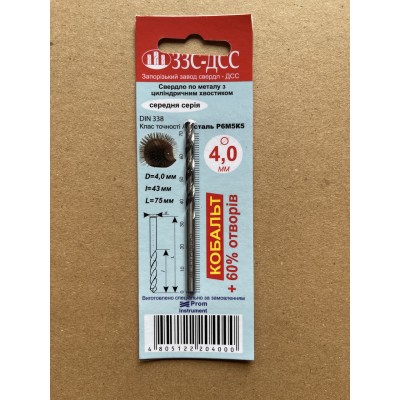 ЗЗС-ДСС
Запорізький завод свердл - ДСС
Свердло по металу з
циліндричним хвостиком
середня серія
DIN 338
Клас точності
сталь Р6М5К5
4,0
мм
D=4,0 мм
l=43 мм
L=75 мм
КОБАЛЬТ
+ 60% отворів
Виготовлено спеціально за замовленням
Prom
Instrument
4 805122 204000